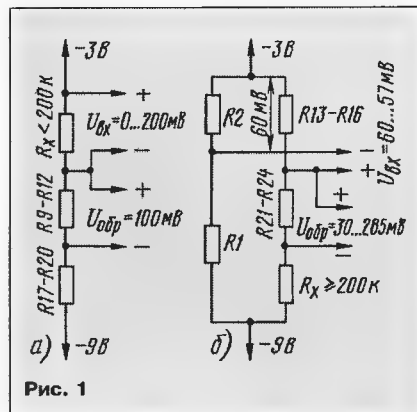 -3В
+
Rx<200к
Uвх=0...200мВ
-
R9-R12
+
Uобр=100мВ
-
R17-R20
а)
-9В
-3В
R2
60мВ
R13-R16
-
+
Uвх=60...57мВ
R21-R24
+
Uобр=30...265мВ
-
R1
Rx≥200к
б)
-9В
Рис. 1